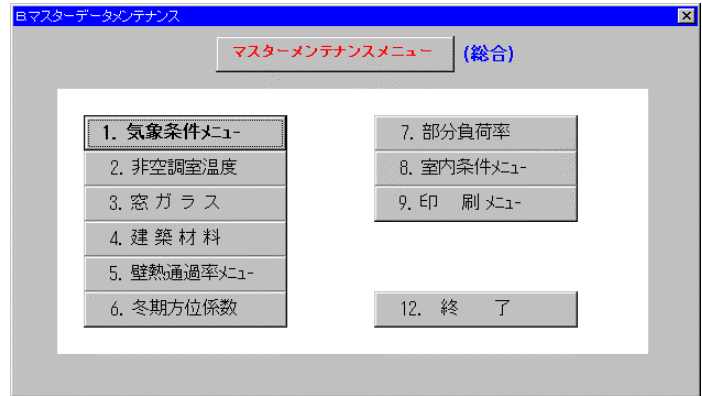 Bマスターデータメンテナンス
マスターメンテナンスメニュー (総合)
1. 気象条件メニュー
2. 非空調室温度
3. 窓ガラス
4. 建築材料
5. 壁熱通過率メニュー
6. 冬期方位係数
7. 部分負荷率
8. 室内条件メニュー
9. 印 刷メニュー
12. 終 了